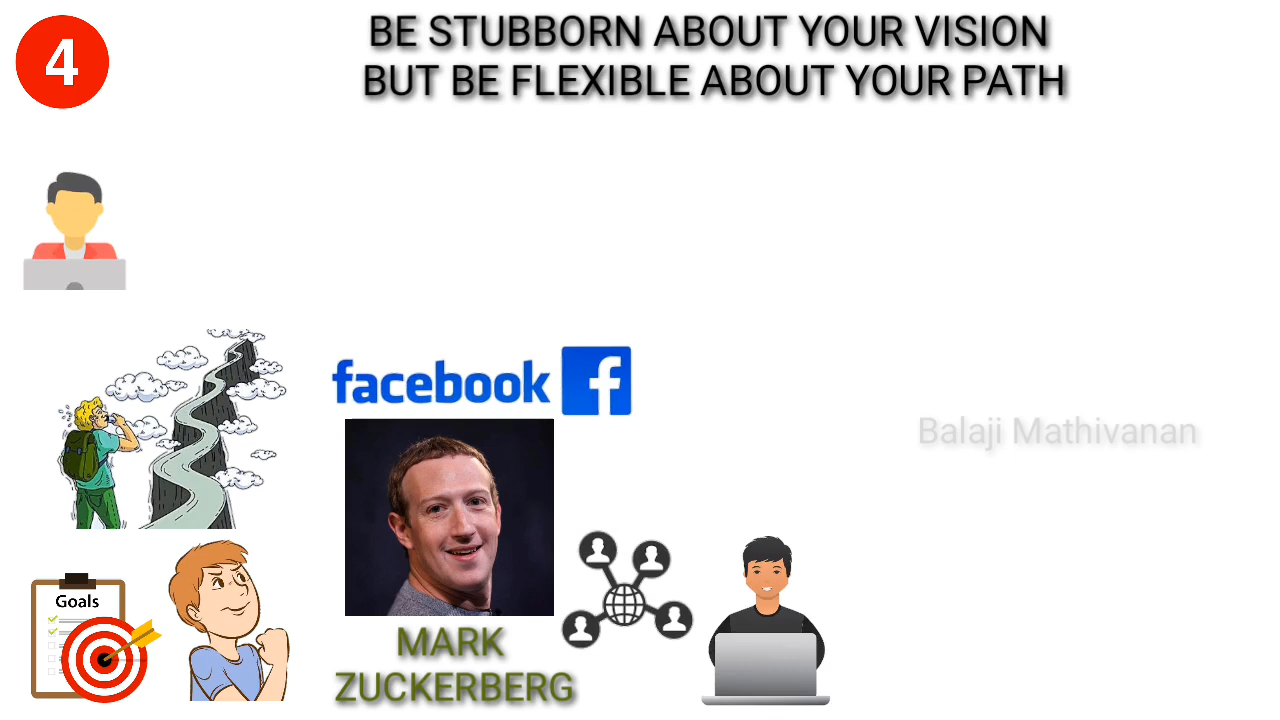 4
BE STUBBORN ABOUT YOUR VISION
BUT BE FLEXIBLE ABOUT YOUR PATH
facebook f
Balaji Mathivanan
Goals
MARK
ZUCKERBERG